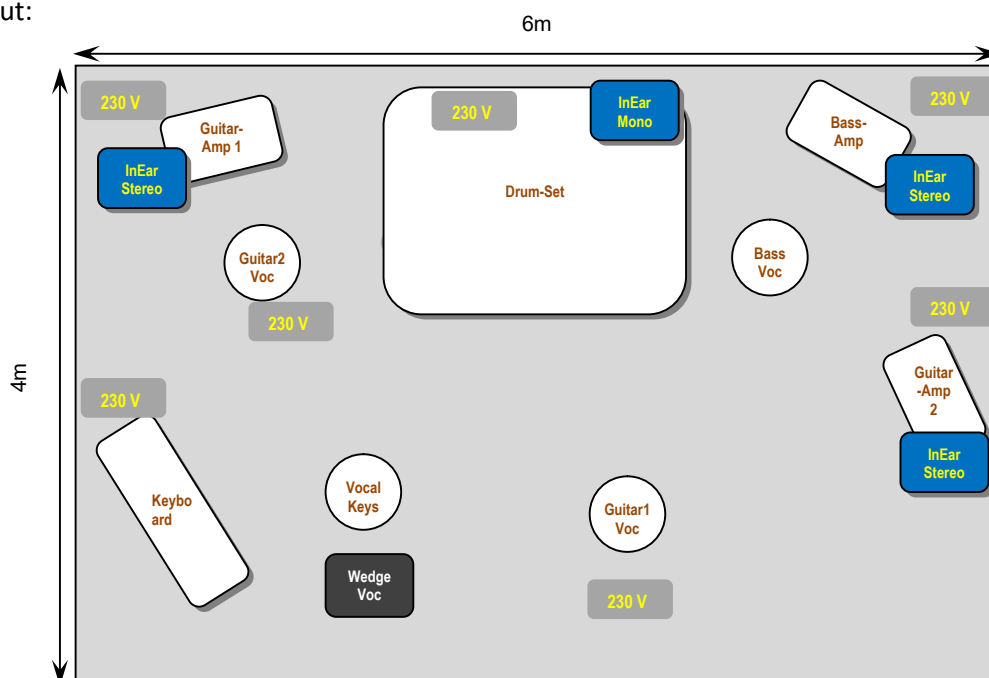 ut:
6m
230 V
230 V
InEar
Mono
230 V
Guitar-
Amp 1
Bass-
Amp
InEar
Stereo
Drum-Set
InEar
Stereo
Guitar2
Voc
Bass
Voc
230 V
230 V
4m
Guitar
-Amp
2
230 V
InEar
Stereo
Keybo
ard
Vocal
Keys
Guitar1
Voc
Wedge
Voc
230 V